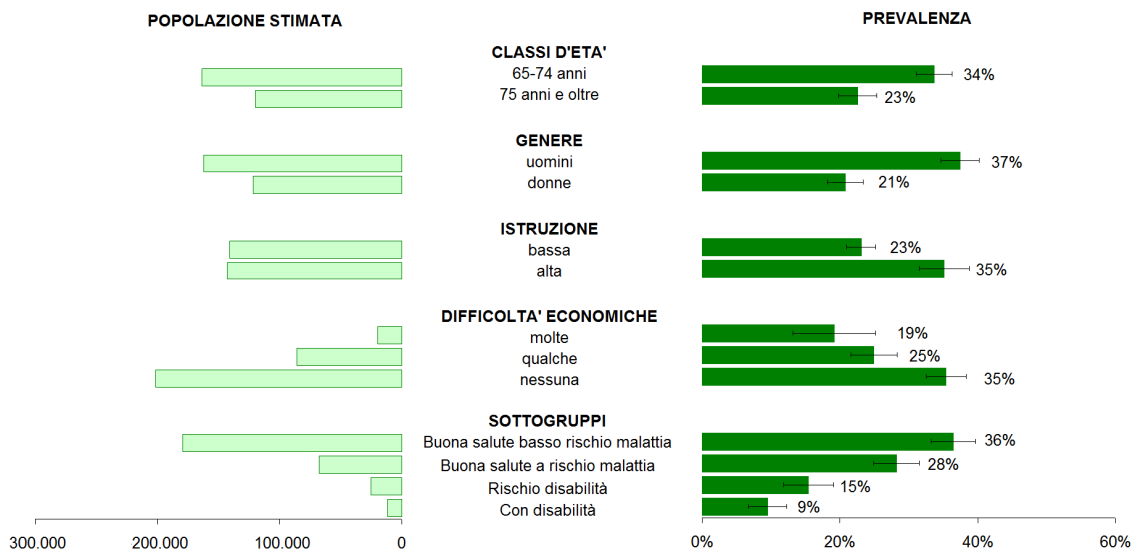 POPOLAZIONE STIMATA
PREVALENZA
CLASSI D'ETA'
65-74 anni
34%
75 anni e oltre
23%
GENERE
uomini
37%
donne
21%
ISTRUZIONE
bassa
23%
alta
35%
DIFFICOLTA' ECONOMICHE
molte
19%
qualche
25%
nessuna
35%
SOTTOGRUPPI
Buona salute basso rischio malattia
36%
Buona salute a rischio malattia
28%
Rischio disabilità
15%
Con disabilità
9%
300.000 200.000 100.000 0
0% 20% 40% 60%